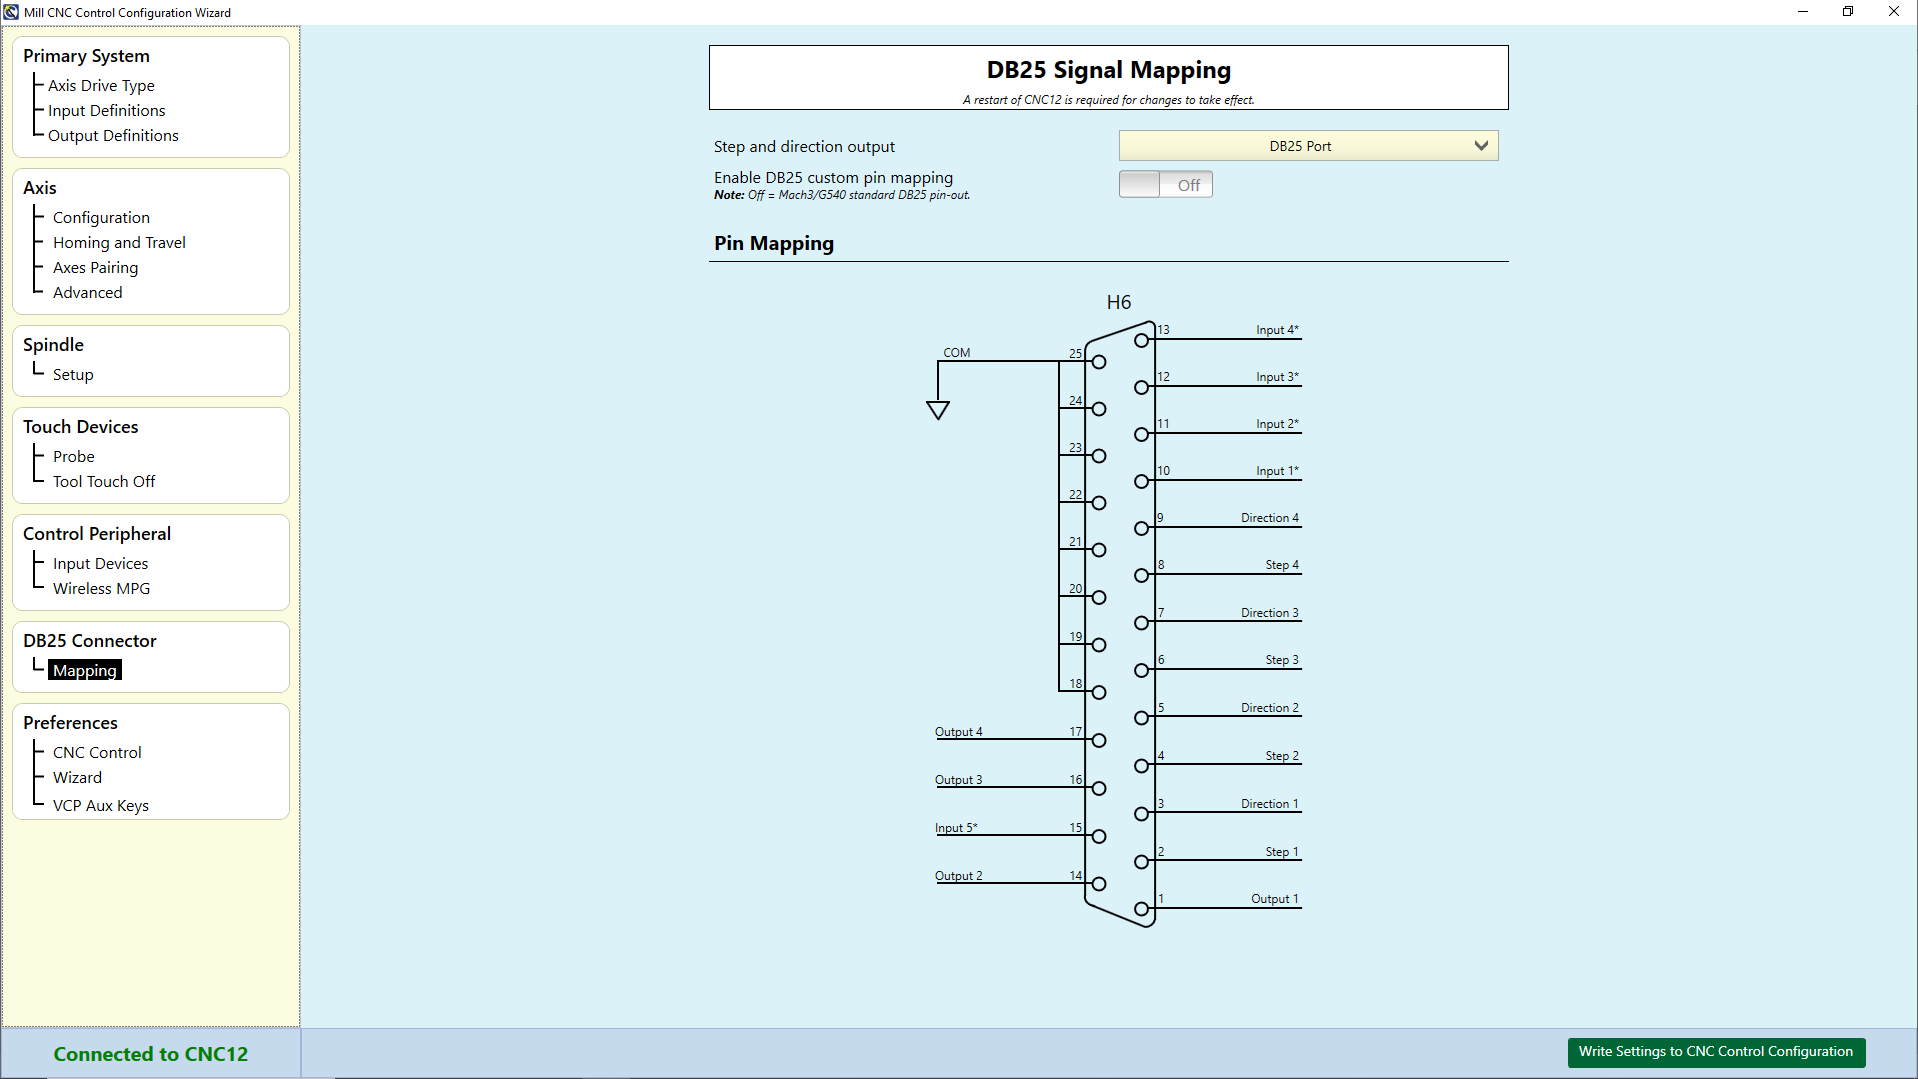 Mill CNC Control Configuration Wizard
Primary System
Axis Drive Type
Input Definitions
Output Definitions
Axis
Configuration
Homing and Travel
Axes Pairing
Advanced
Spindle
Setup
Touch Devices
Probe
Tool Touch Off
Control Peripheral
Input Devices
Wireless MPG
DB25 Connector
Mapping
Preferences
CNC Control
Wizard
VCP Aux Keys
Connected to CNC12
DB25 Signal Mapping
A restart of CNC12 is required for changes to take effect.
Step and direction output
DB25 Port
Enable DB25 custom pin mapping
Off
Note: Off = Mach3/G540 standard DB25 pin-out.
Pin Mapping
H6
13 Input 4*
COM 25
12 Input 3*
24
11 Input 2*
23
10 Input 1*
22
9 Direction 4
21
8 Step 4
20
7 Direction 3
19
6 Step 3
18
5 Direction 2
Output 4 17
4 Step 2
Output 3 16
3 Direction 1
Input 5* 15
2 Step 1
Output 2 14
1 Output 1
Write Settings to CNC Control Configuration